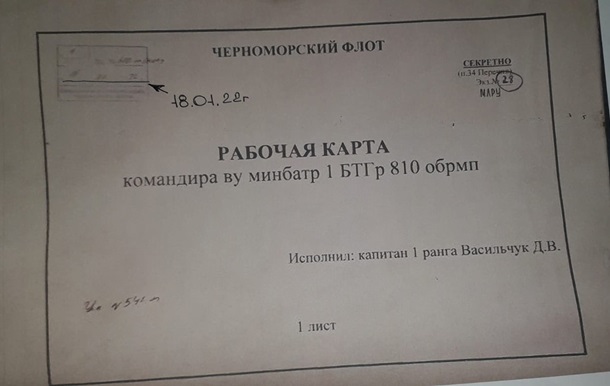 ЧЕРНОМОРСКИЙ ФЛОТ
СЕКРЕТНО
Экз.№ 23
18.01.22г
РАБОЧАЯ КАРТА
командира ву минбатр 1 БТГр 810 обрмп
Исполнил: капитан 1 ранга Васильчук Д.В.
1 лист